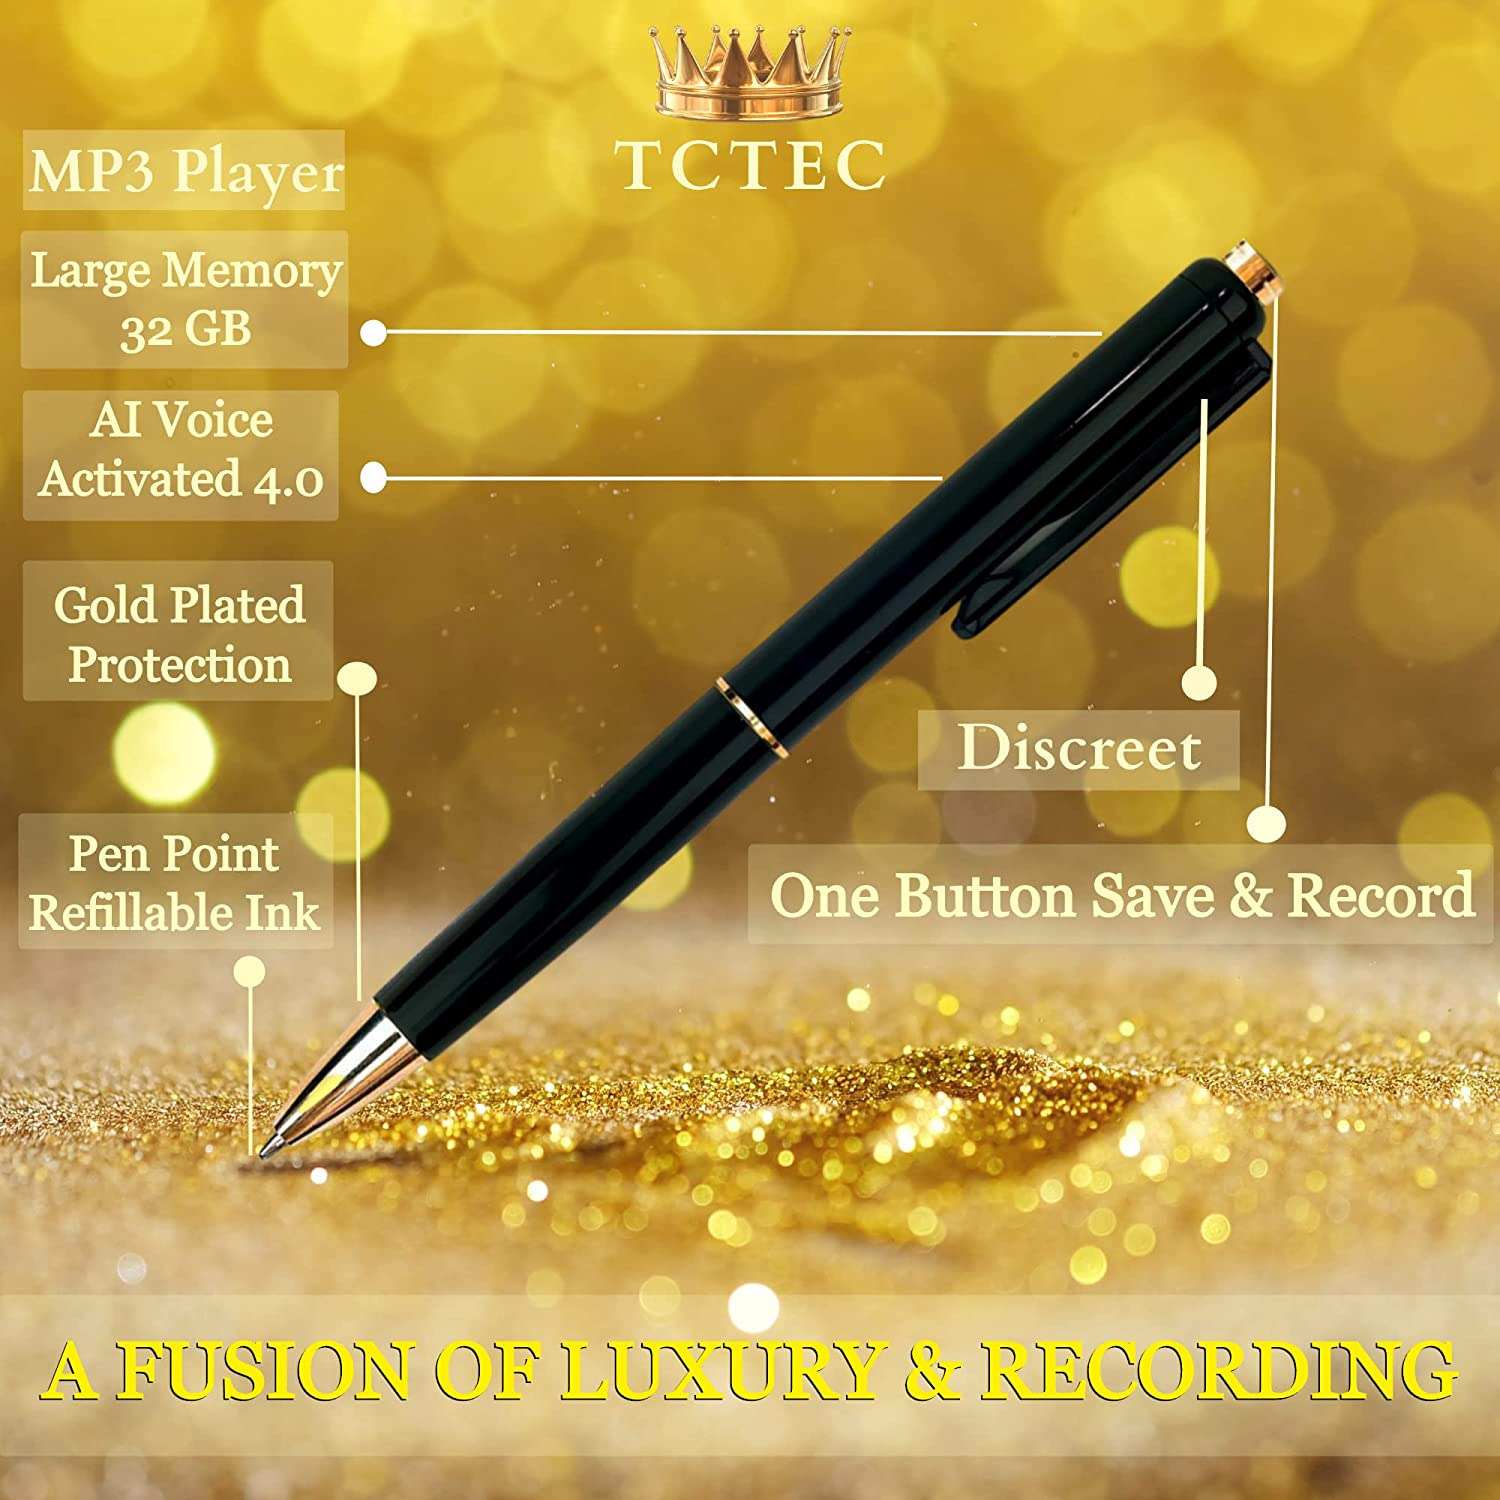 TCTEC
MP3 Player
Large Memory
32 GB
AI Voice
Activated 4.0
Gold Plated
Protection
Discreet
Pen Point
Refillable Ink
One Button Save & Record
A FUSION OF LUXURY & RECORDING